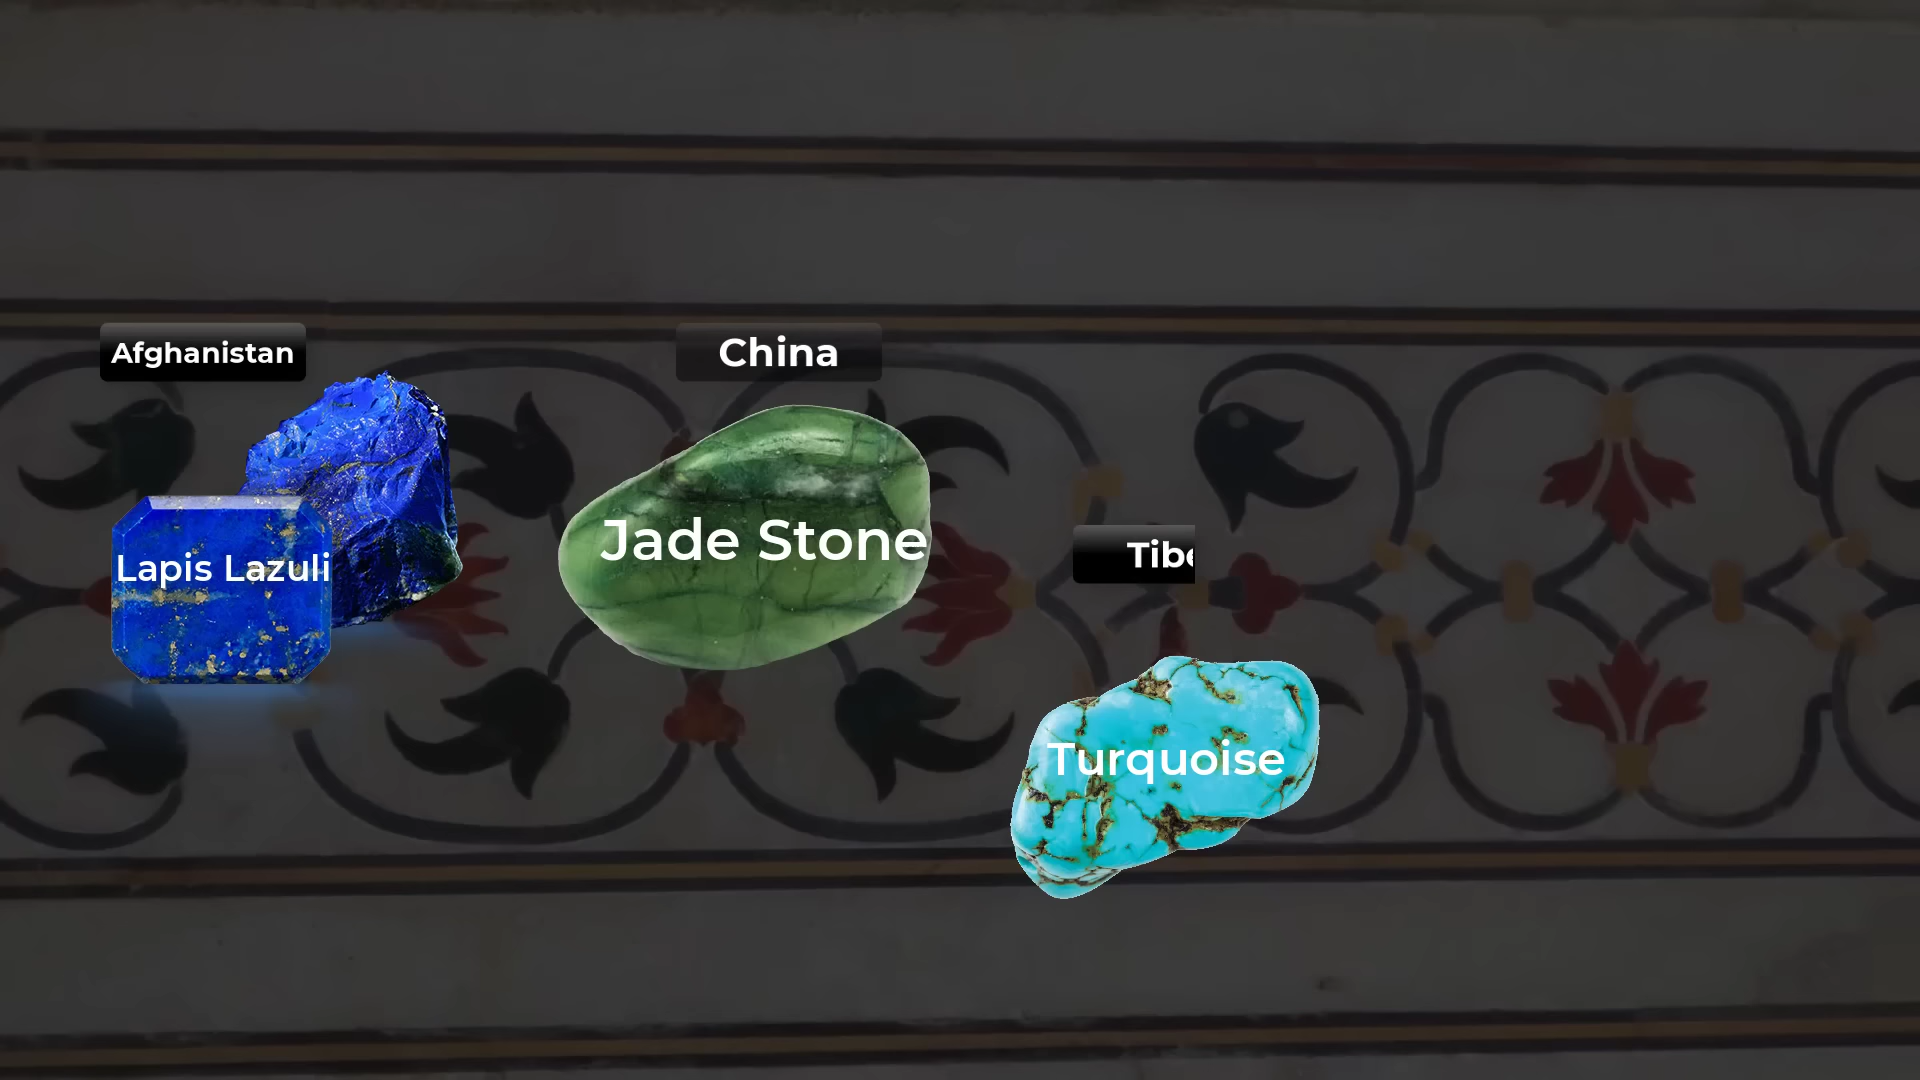 Afghanistan
Lapis Lazuli
China
Jade Stone
Turquoise